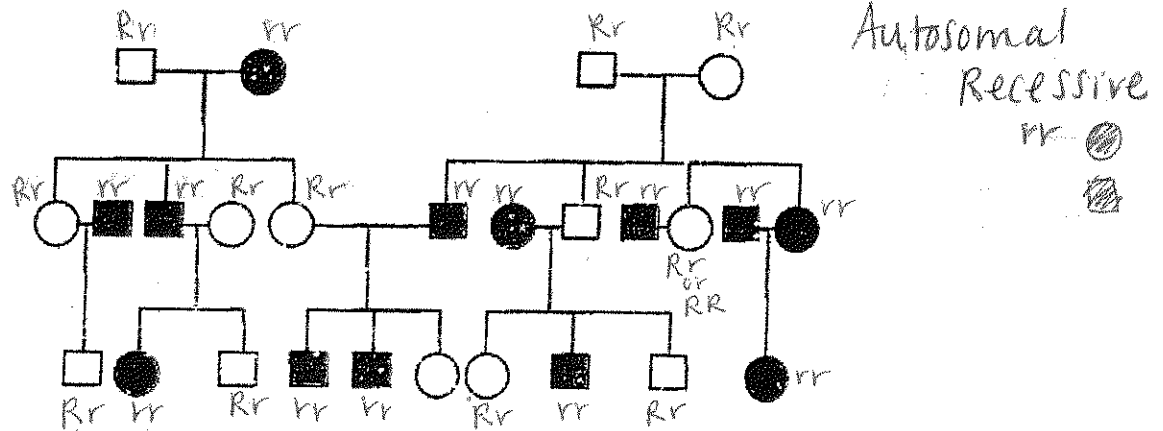 Rr rr Rr Rr Autosomal
Recessive
rr
Rr rr rr Rr Rr rr rr Rr rr rr rr
Rr
or
RR
Rr rr Rr rr rr Rr rr Rr rr